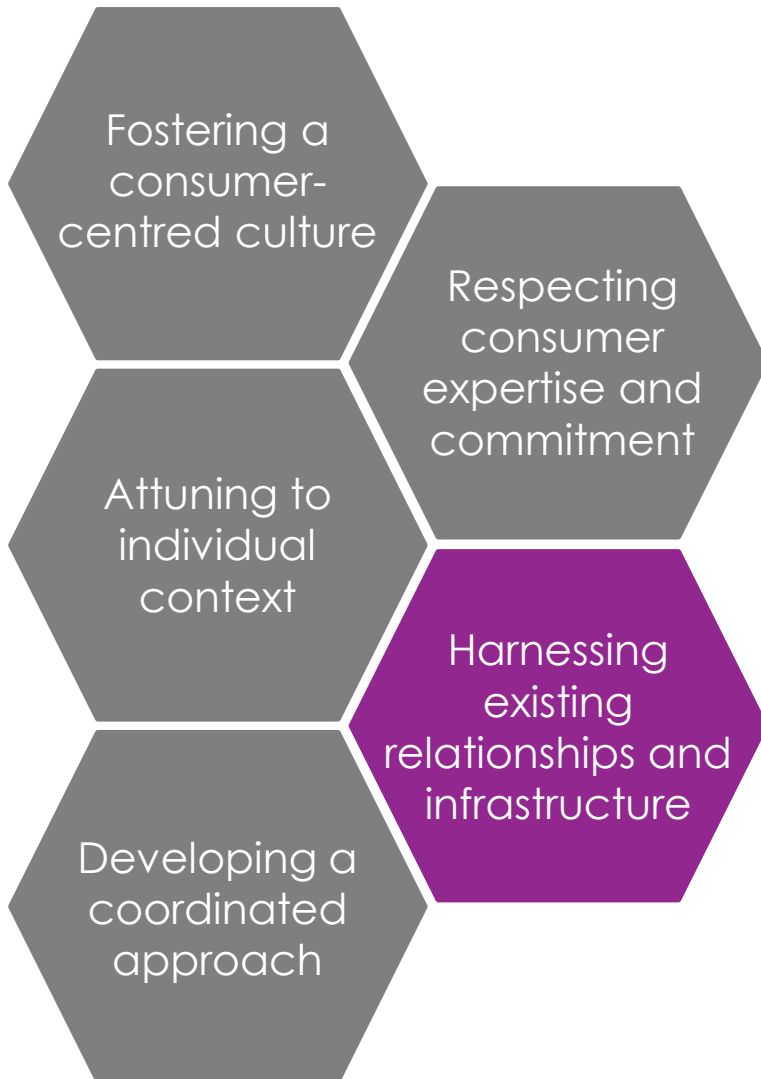 Fostering a
consumer-
centred culture
Respecting
consumer
expertise and
commitment
Attuning to
individual
context
Harnessing
existing
relationships and
infrastructure
Developing a
coordinated
approach